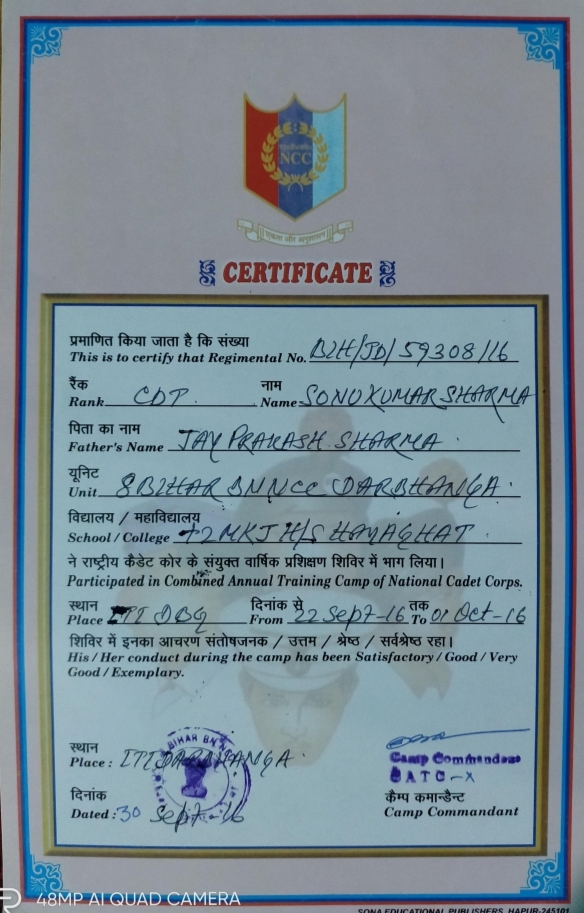 NCC
एकता और अनुशासन
CERTIFICATE
प्रमाणित किया जाता है कि संख्या
This is to certify that Regimental No. BIH/JD/59308/16
रैंक नाम
Rank CDT. Name SONU KUMAR SHARMA
पिता का नाम
Father's Name JAY PRAKASH SHARMA.
यूनिट
Unit 8 BIHAR BN NCC DARBHANGA.
विद्यालय / महाविद्यालय
School / College +2 MKJ H/S HAYAGHAT.
ने राष्ट्रीय कैडेट कोर के संयुक्त वार्षिक प्रशिक्षण शिविर में भाग लिया।
Participated in Combined Annual Training Camp of National Cadet Corps.
स्थान दिनांक से तक
Place ITI DBG From 22 Sept-16 To 01 Oct-16
शिविर में इनका आचरण संतोषजनक / उत्तम / श्रेष्ठ / सर्वश्रेष्ठ रहा।
His / Her conduct during the camp has been Satisfactory / Good / Very
Good / Exemplary.
BIHAR BN
स्थान
Place : ITI DARBHANGA.
Camp Commandant
CATC-X
दिनांक
Dated : 30 Sept-16
कैम्प कमान्डैन्ट
Camp Commandant
48MP AI QUAD CAMERA
SONA EDUCATIONAL PUBLISHERS, HAPUR-245101